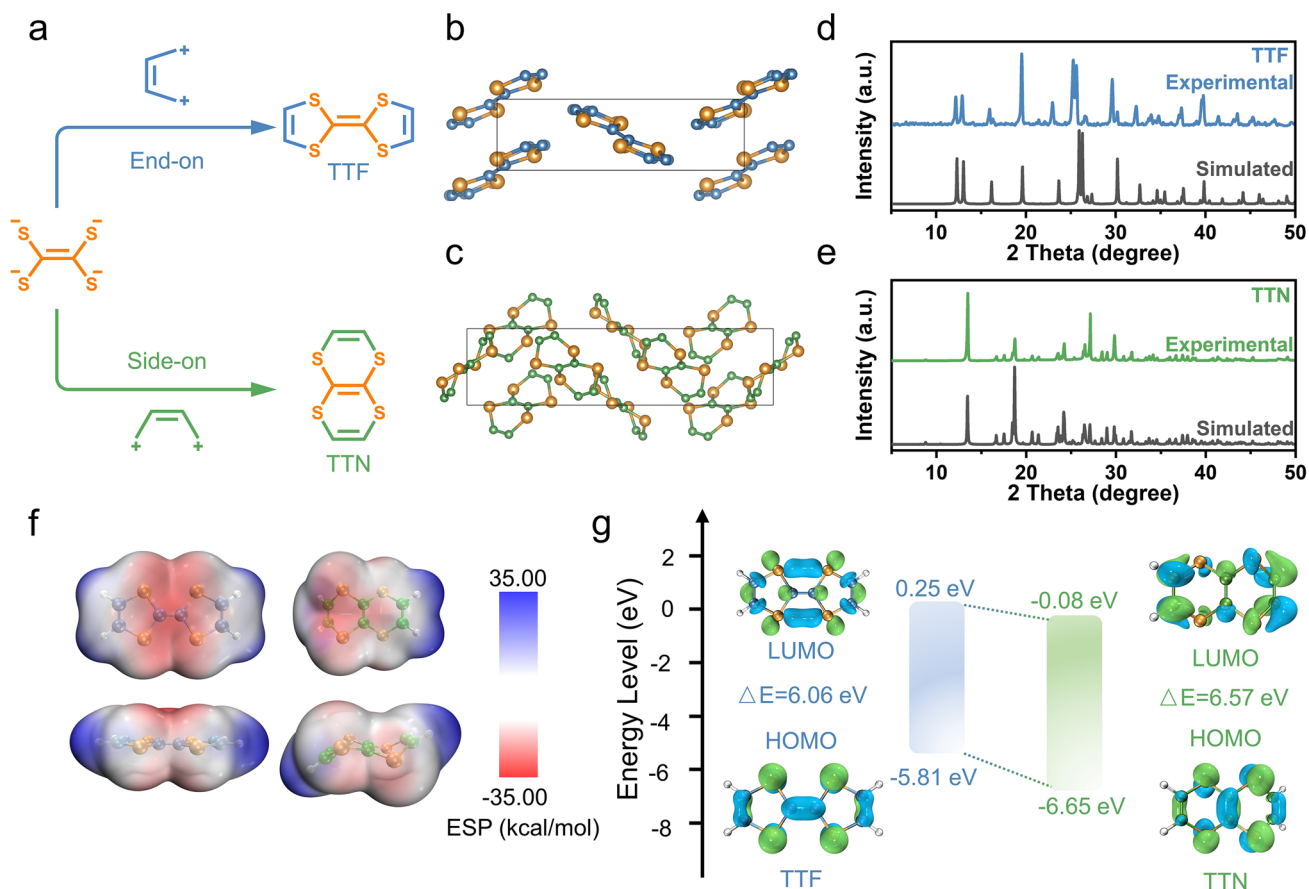 a
+
+
End-on
S
S
S
S
TTF
S−
S−
S−
S−
Side-on
+
+
S
S
S
S
TTN
b
c
d
Intensity (a.u.)
TTF
Experimental
Simulated
10
20
30
40
50
2 Theta (degree)
e
Intensity (a.u.)
TTN
Experimental
Simulated
10
20
30
40
50
2 Theta (degree)
f
35.00
-35.00
ESP (kcal/mol)
g
Energy Level (eV)
2
0
-2
-4
-6
-8
LUMO
△E=6.06 eV
HOMO
TTF
0.25 eV
-5.81 eV
-0.08 eV
-6.65 eV
LUMO
△E=6.57 eV
HOMO
TTN